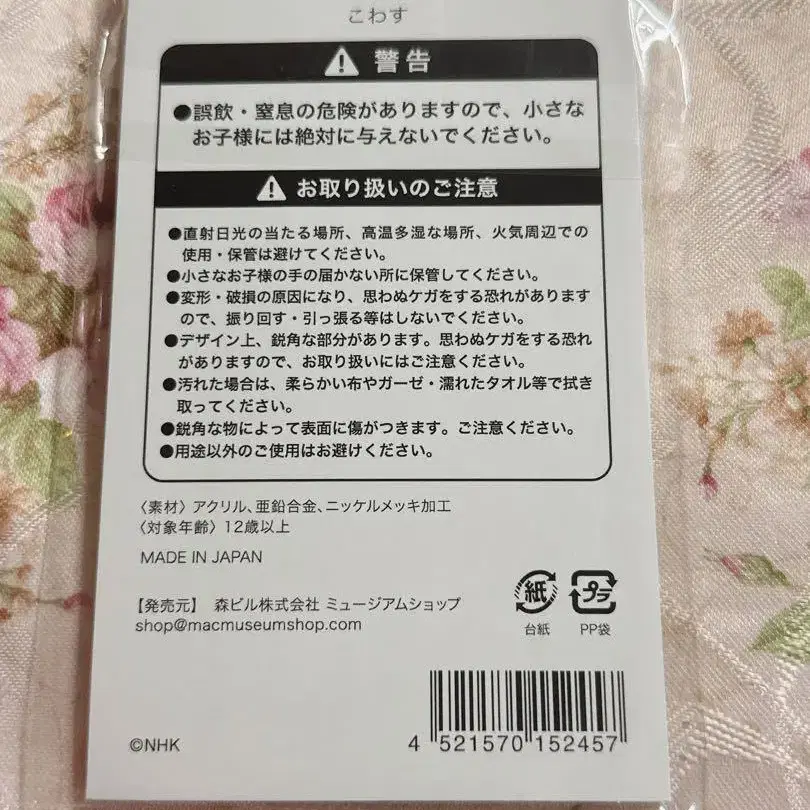 こわす
警告
●誤飲・窒息の危険がありますので、小さな
お子様には絶対に与えないでください。
お取り扱いのご注意
●直射日光の当たる場所、高温多湿な場所、火気周辺での
使用・保管は避けてください。
●小さなお子様の手の届かない所に保管してください。
●変形・破損の原因になり、思わぬケガをする恐れがあります
ので、振り回す・引っ張る等はしないでください。
●デザイン上、鋭角な部分があります。思わぬケガをする恐れ
がありますので、お取り扱いにはご注意ください。
●汚れた場合は、柔らかい布やガーゼ・濡れたタオル等で拭き
取ってください。
●鋭角な物によって表面に傷がつきます。ご注意ください。
●用途以外のご使用はお避けください。
〈素材〉アクリル、亜鉛合金、ニッケルメッキ加工
〈対象年齢〉12歳以上
MADE IN JAPAN
【発売元】 森ビル株式会社 ミュージアムショップ
shop@macmuseumshop.com
紙 プラ
台紙 PP袋
©NHK
4 521570 152457